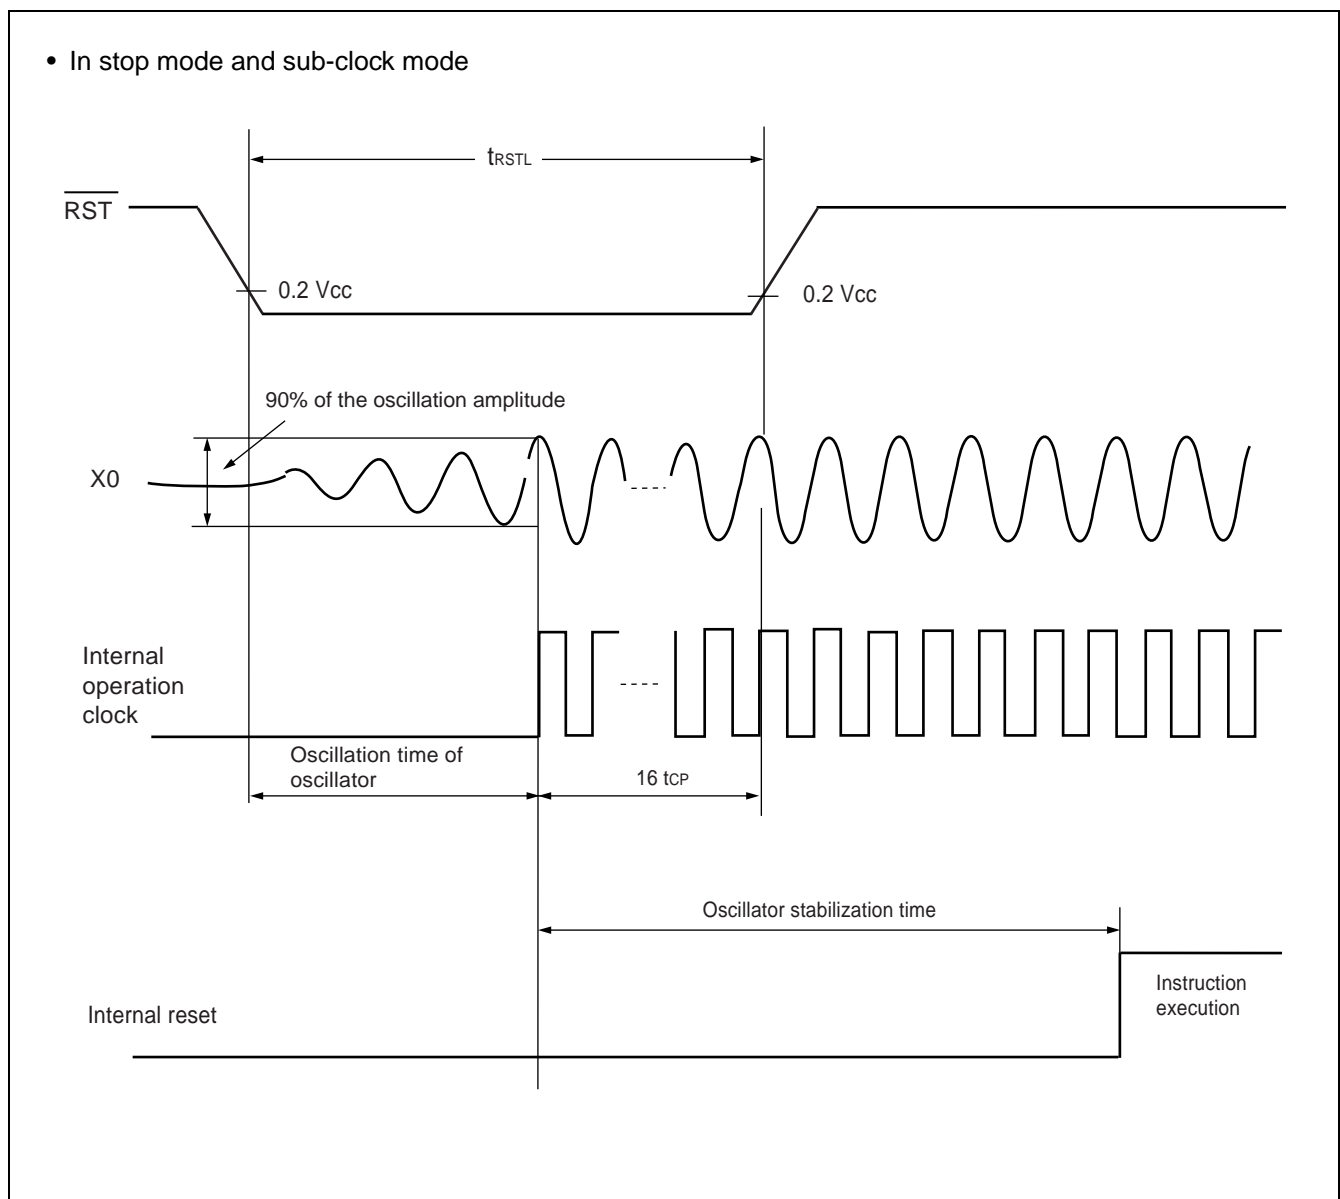 • In stop mode and sub-clock mode
tRSTL
RST
0.2 Vcc
0.2 Vcc
90% of the oscillation amplitude
X0
Internal
operation
clock
Oscillation time of
oscillator
16 tCP
Oscillator stabilization time
Instruction
execution
Internal reset